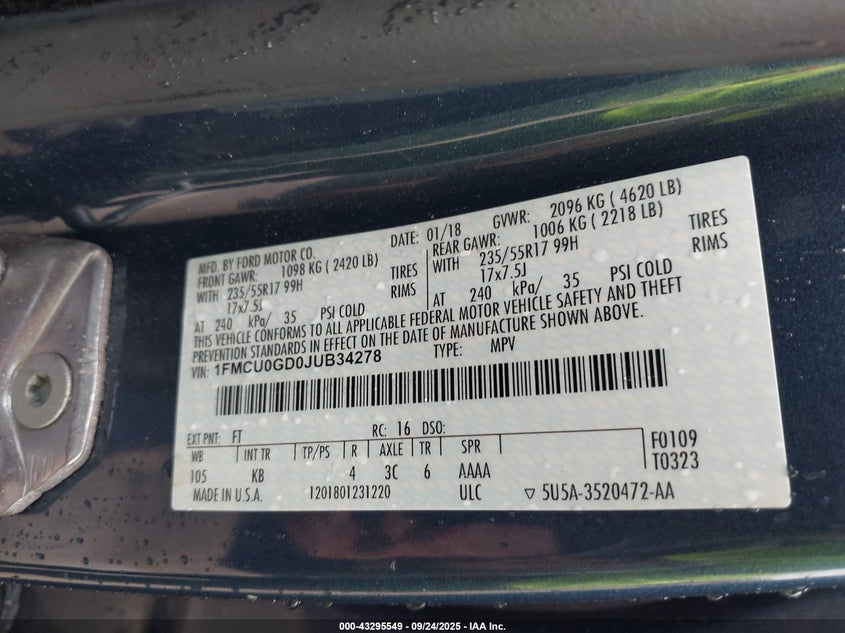 MFD. BY FORD MOTOR CO.
DATE: 01/18 GVWR: 2096 KG ( 4620 LB)
FRONT GAWR: 1098 KG ( 2420 LB)
WITH 235/55R17 99H TIRES
17x7.5J RIMS
AT 240 kPa/ 35 PSI COLD
REAR GAWR: 1006 KG ( 2218 LB)
WITH 235/55R17 99H TIRES
17x7.5J RIMS
AT 240 kPa/ 35 PSI COLD
THIS VEHICLE CONFORMS TO ALL APPLICABLE FEDERAL MOTOR VEHICLE SAFETY AND THEFT
PREVENTION STANDARDS IN EFFECT ON THE DATE OF MANUFACTURE SHOWN ABOVE.
VIN: 1FMCU0GD0JUB34278 TYPE: MPV
EXT PNT: FT RC: 16 DSO:
WB INT TR TP/PS R AXLE TR SPR
105 KB 4 3C 6 AAAA
F0109
T0323
MADE IN U.S.A. 1201801231220 ULC ▽ 5U5A-3520472-AA
000-43295549 - 09/24/2025 - IAA Inc.